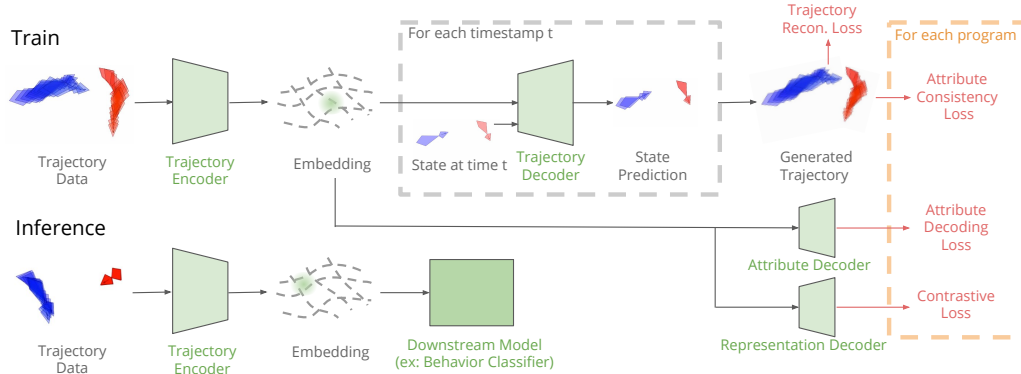 Train
For each timestamp t
Trajectory
Recon. Loss
For each program
Attribute
Consistency
Loss
Trajectory
Data
Trajectory
Encoder
Embedding
State at time t
Trajectory
Decoder
State
Prediction
Generated
Trajectory
Attribute
Decoding
Loss
Attribute Decoder
Contrastive
Loss
Representation Decoder
Inference
Trajectory
Data
Trajectory
Encoder
Embedding
Downstream Model
(ex: Behavior Classifier)